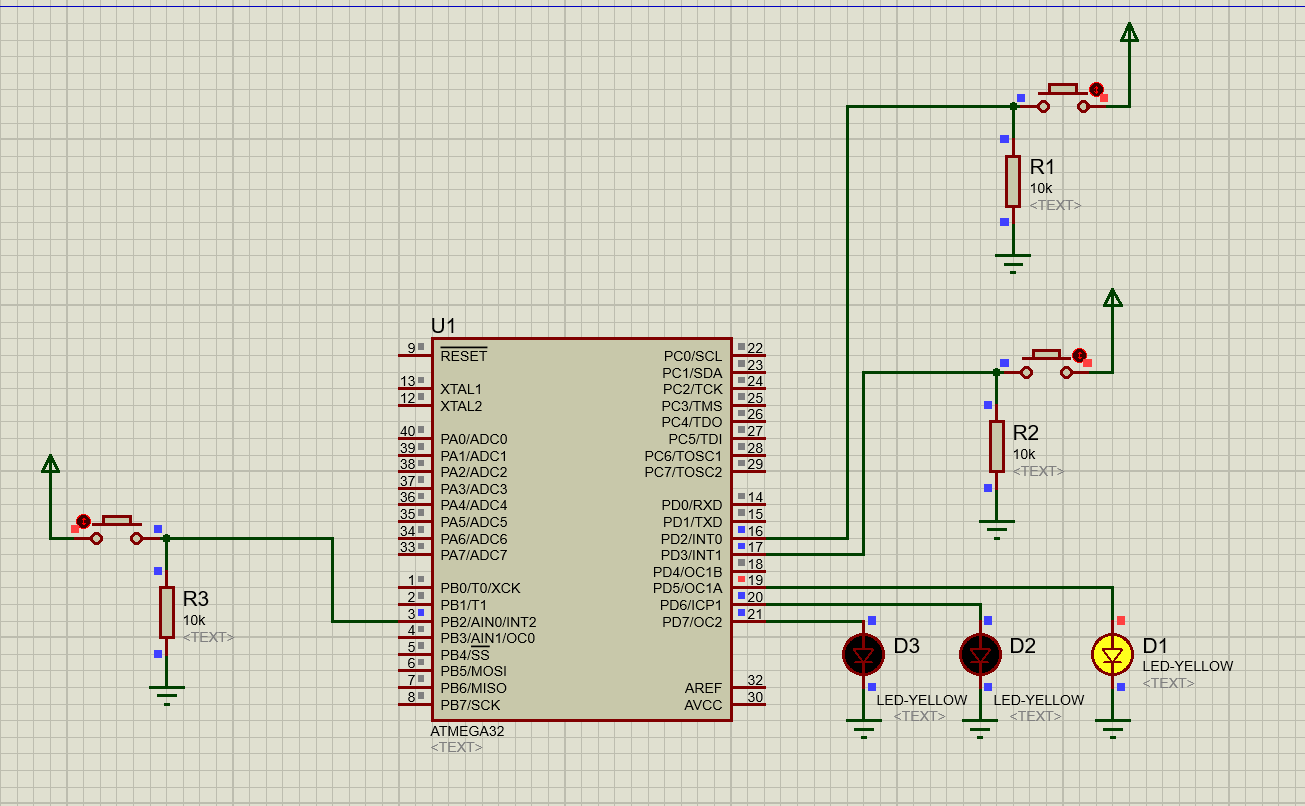 R1
10k
<TEXT>
U1
9
RESET
13
XTAL1
12
XTAL2
40
PA0/ADC0
39
PA1/ADC1
38
PA2/ADC2
37
PA3/ADC3
36
PA4/ADC4
35
PA5/ADC5
34
PA6/ADC6
33
PA7/ADC7
1
PB0/T0/XCK
2
PB1/T1
3
PB2/AIN0/INT2
4
PB3/AIN1/OC0
5
PB4/SS
6
PB5/MOSI
7
PB6/MISO
8
PB7/SCK
PC0/SCL
22
PC1/SDA
23
PC2/TCK
24
PC3/TMS
25
PC4/TDO
26
PC5/TDI
27
PC6/TOSC1
28
PC7/TOSC2
29
PD0/RXD
14
PD1/TXD
15
PD2/INT0
16
PD3/INT1
17
PD4/OC1B
18
PD5/OC1A
19
PD6/ICP1
20
PD7/OC2
21
AREF
32
AVCC
30
ATMEGA32
<TEXT>
R2
10k
<TEXT>
R3
10k
<TEXT>
D3
LED-YELLOW
<TEXT>
D2
LED-YELLOW
<TEXT>
D1
LED-YELLOW
<TEXT>